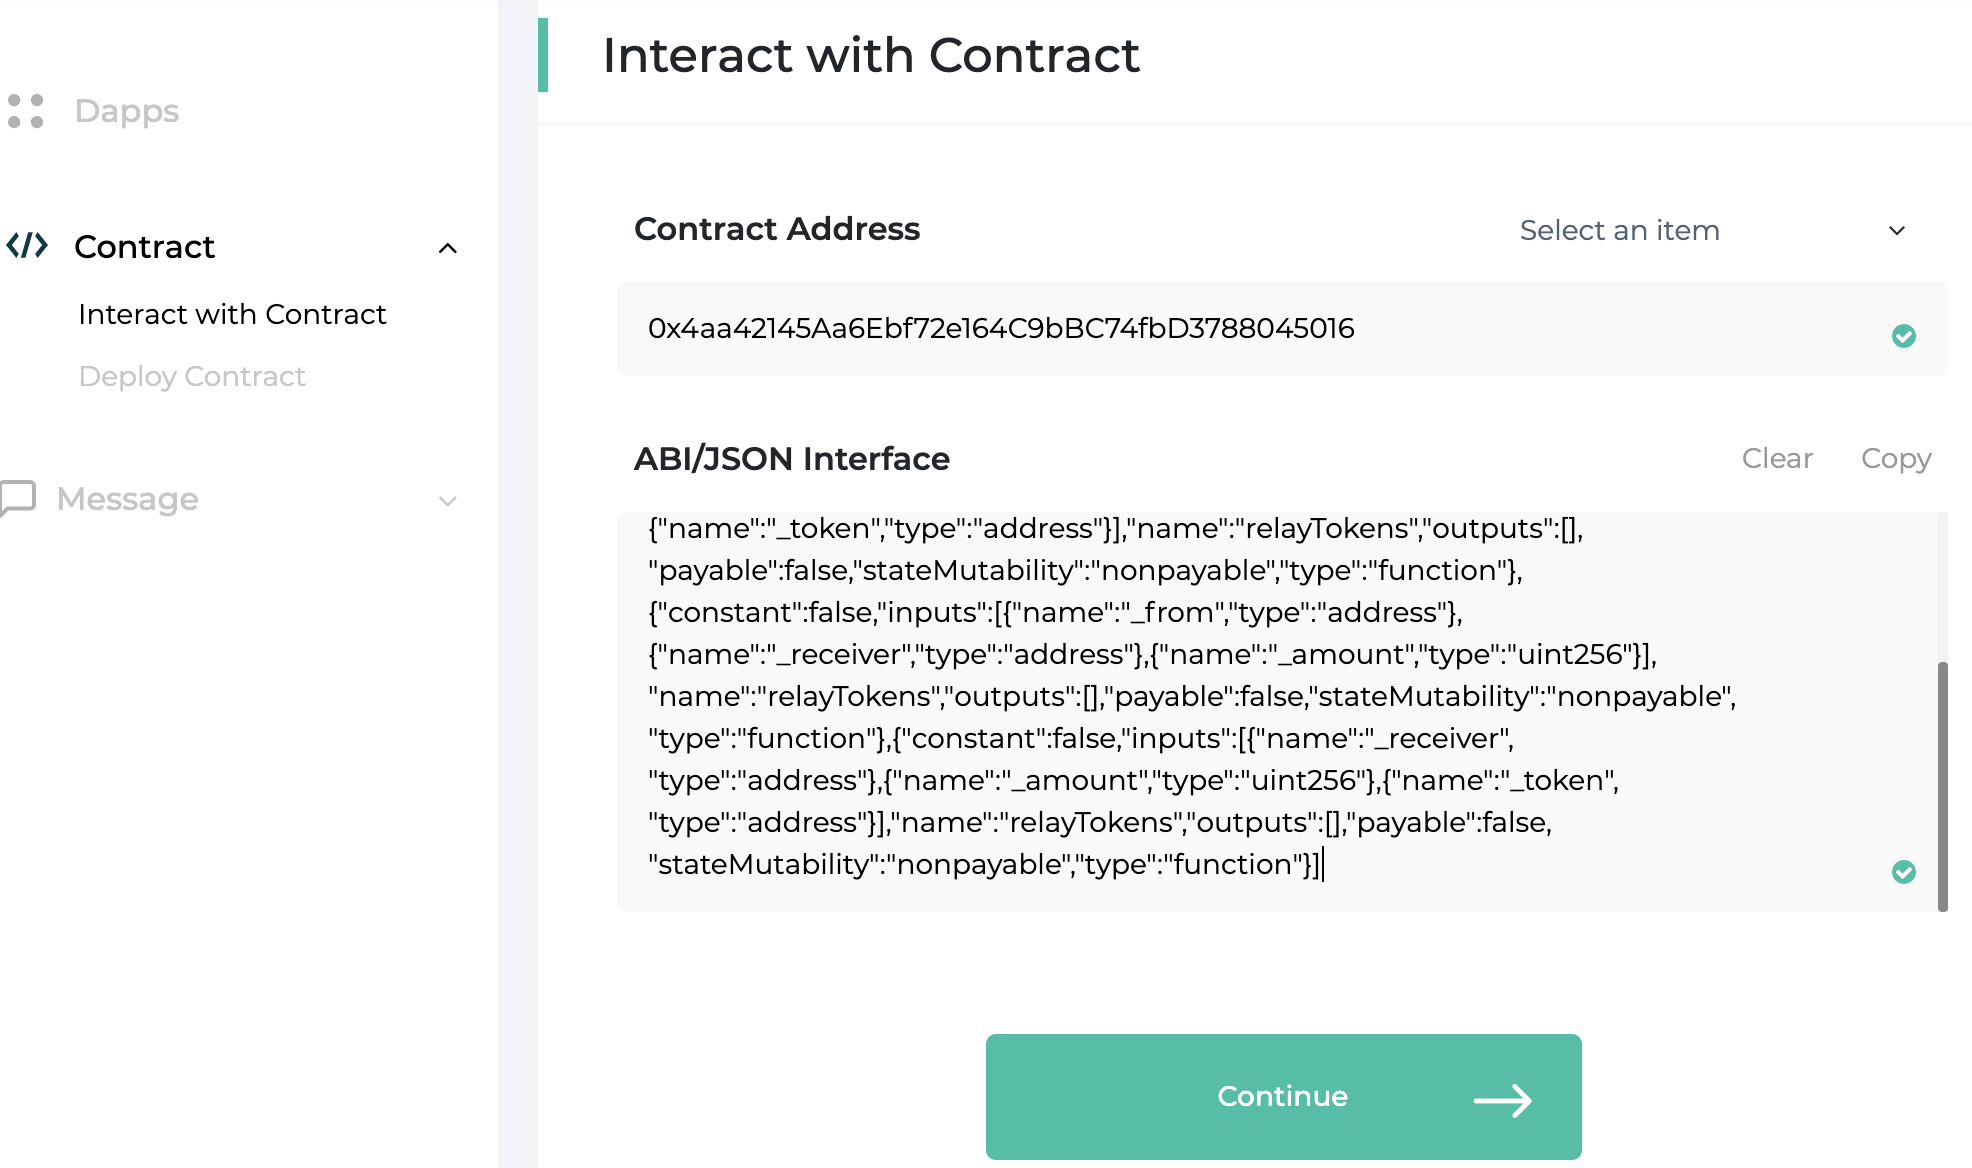 Dapps
Contract
Interact with Contract
Deploy Contract
Message
Interact with Contract
Contract Address
Select an item
0x4aa42145Aa6Ebf72e164C9bBC74fbD3788045016
ABI/JSON Interface
Clear
Copy
{"name":"_token","type":"address"}],"name":"relayTokens","outputs":[],
"payable":false,"stateMutability":"nonpayable","type":"function"},
{"constant":false,"inputs":[{"name":"_from","type":"address"},
{"name":"_receiver","type":"address"},{"name":"_amount","type":"uint256"}],
"name":"relayTokens","outputs":[],"payable":false,"stateMutability":"nonpayable",
"type":"function"},{"constant":false,"inputs":[{"name":"_receiver",
"type":"address"},{"name":"_amount","type":"uint256"},{"name":"_token",
"type":"address"}],"name":"relayTokens","outputs":[],"payable":false,
"stateMutability":"nonpayable","type":"function"}]
Continue